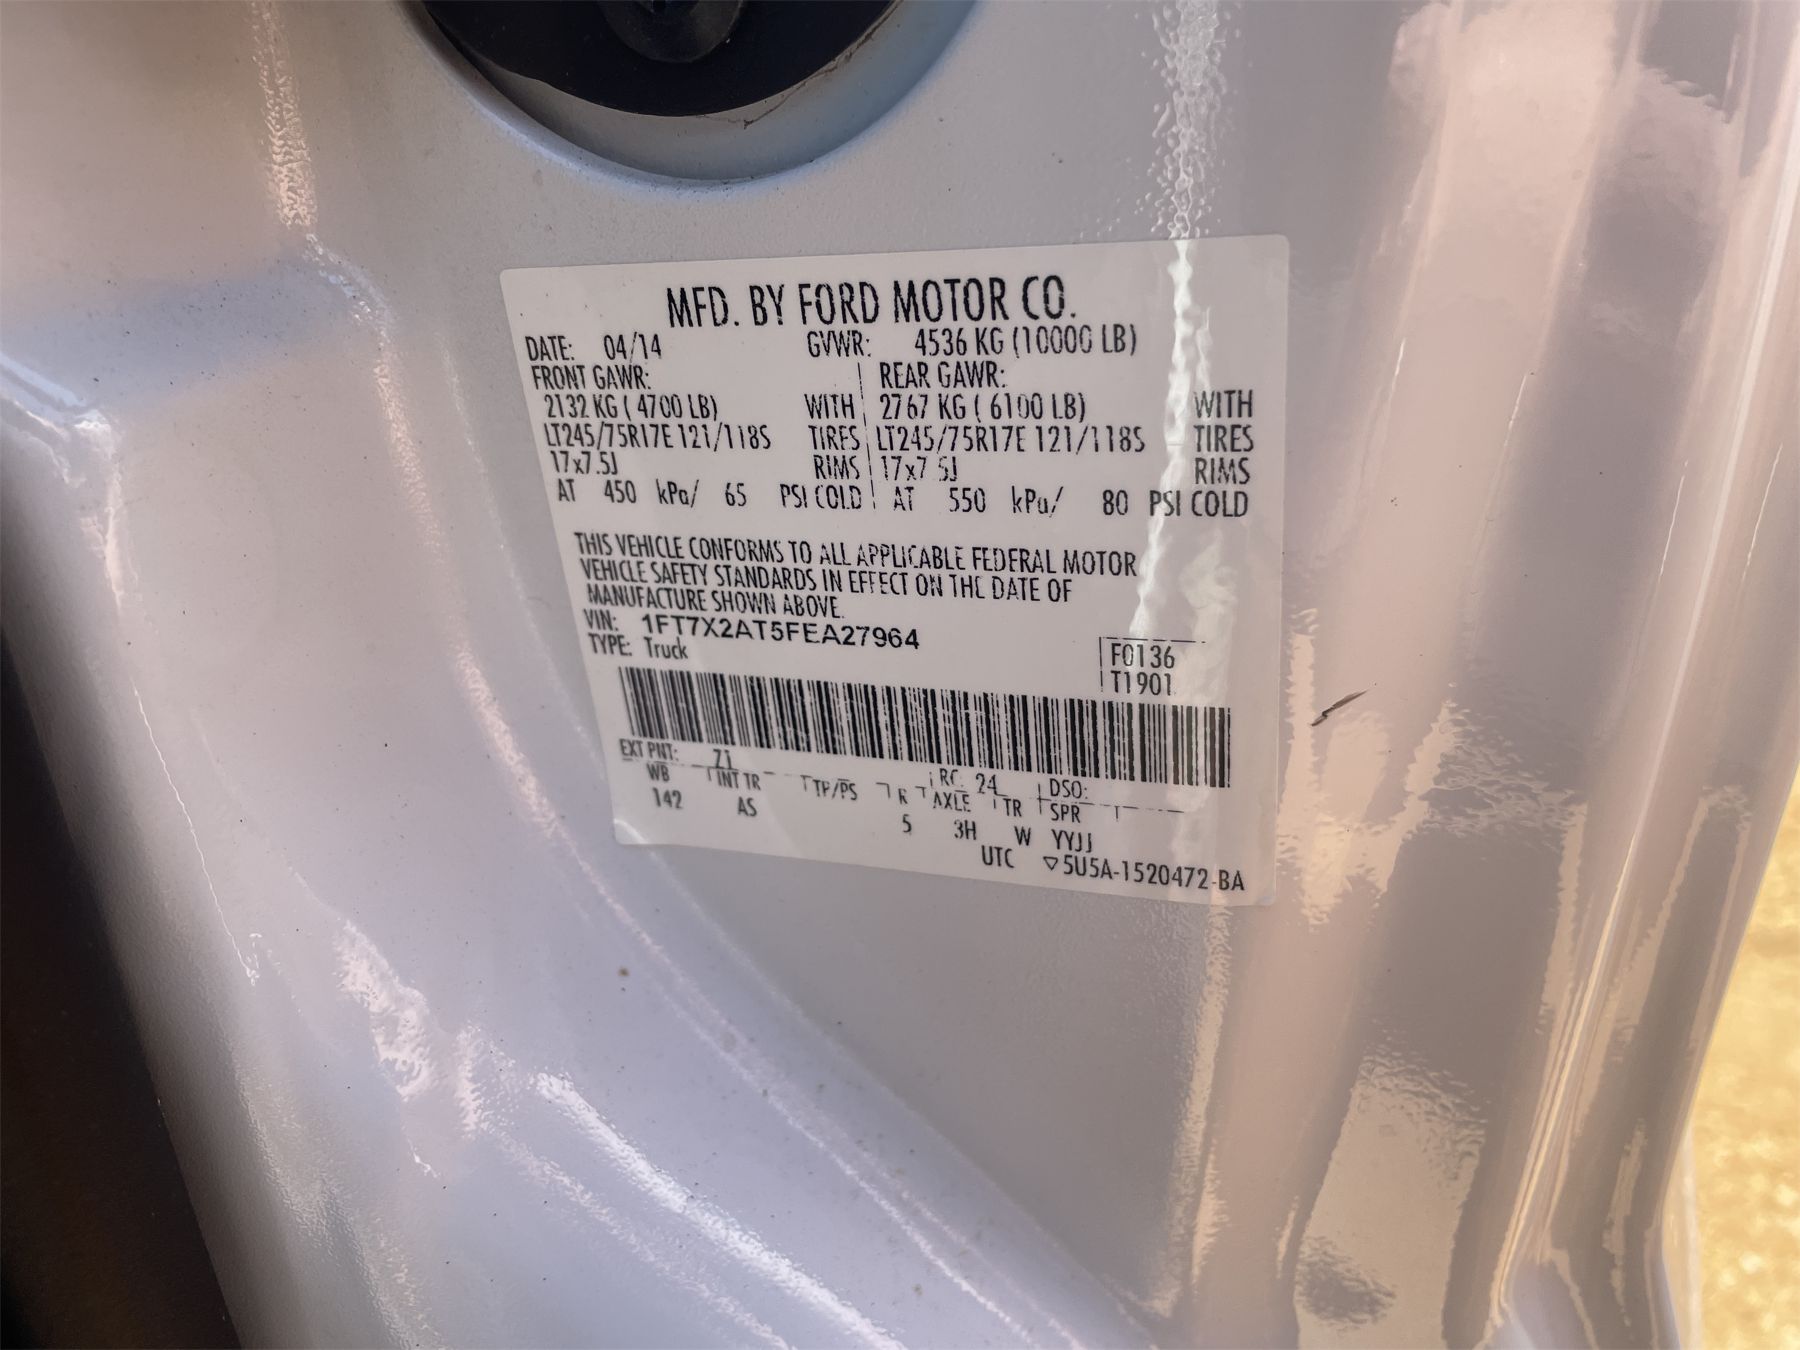 MFD. BY FORD MOTOR CO.
DATE: 04/14 GVWR: 4536 KG (10000 LB)
FRONT GAWR: REAR GAWR:
2132 KG ( 4700 LB) WITH 2767 KG ( 6100 LB) WITH
LT245/75R17E 121/118S TIRES LT245/75R17E 121/118S TIRES
17x7.5J RIMS 17x7.5J RIMS
AT 450 kPa/ 65 PSI COLD AT 550 kPa/ 80 PSI COLD
THIS VEHICLE CONFORMS TO ALL APPLICABLE FEDERAL MOTOR
VEHICLE SAFETY STANDARDS IN EFFECT ON THE DATE OF
MANUFACTURE SHOWN ABOVE.
VIN: 1FT7X2AT5FEA27964
TYPE: Truck
F0136
T1901
EXT PNT: Z1 RC: 24 DSO:
WB INT TR TP/PS R AXLE TR SPR
142 AS 5 3H W YYJJ
UTC ▽5U5A-1520472-BA